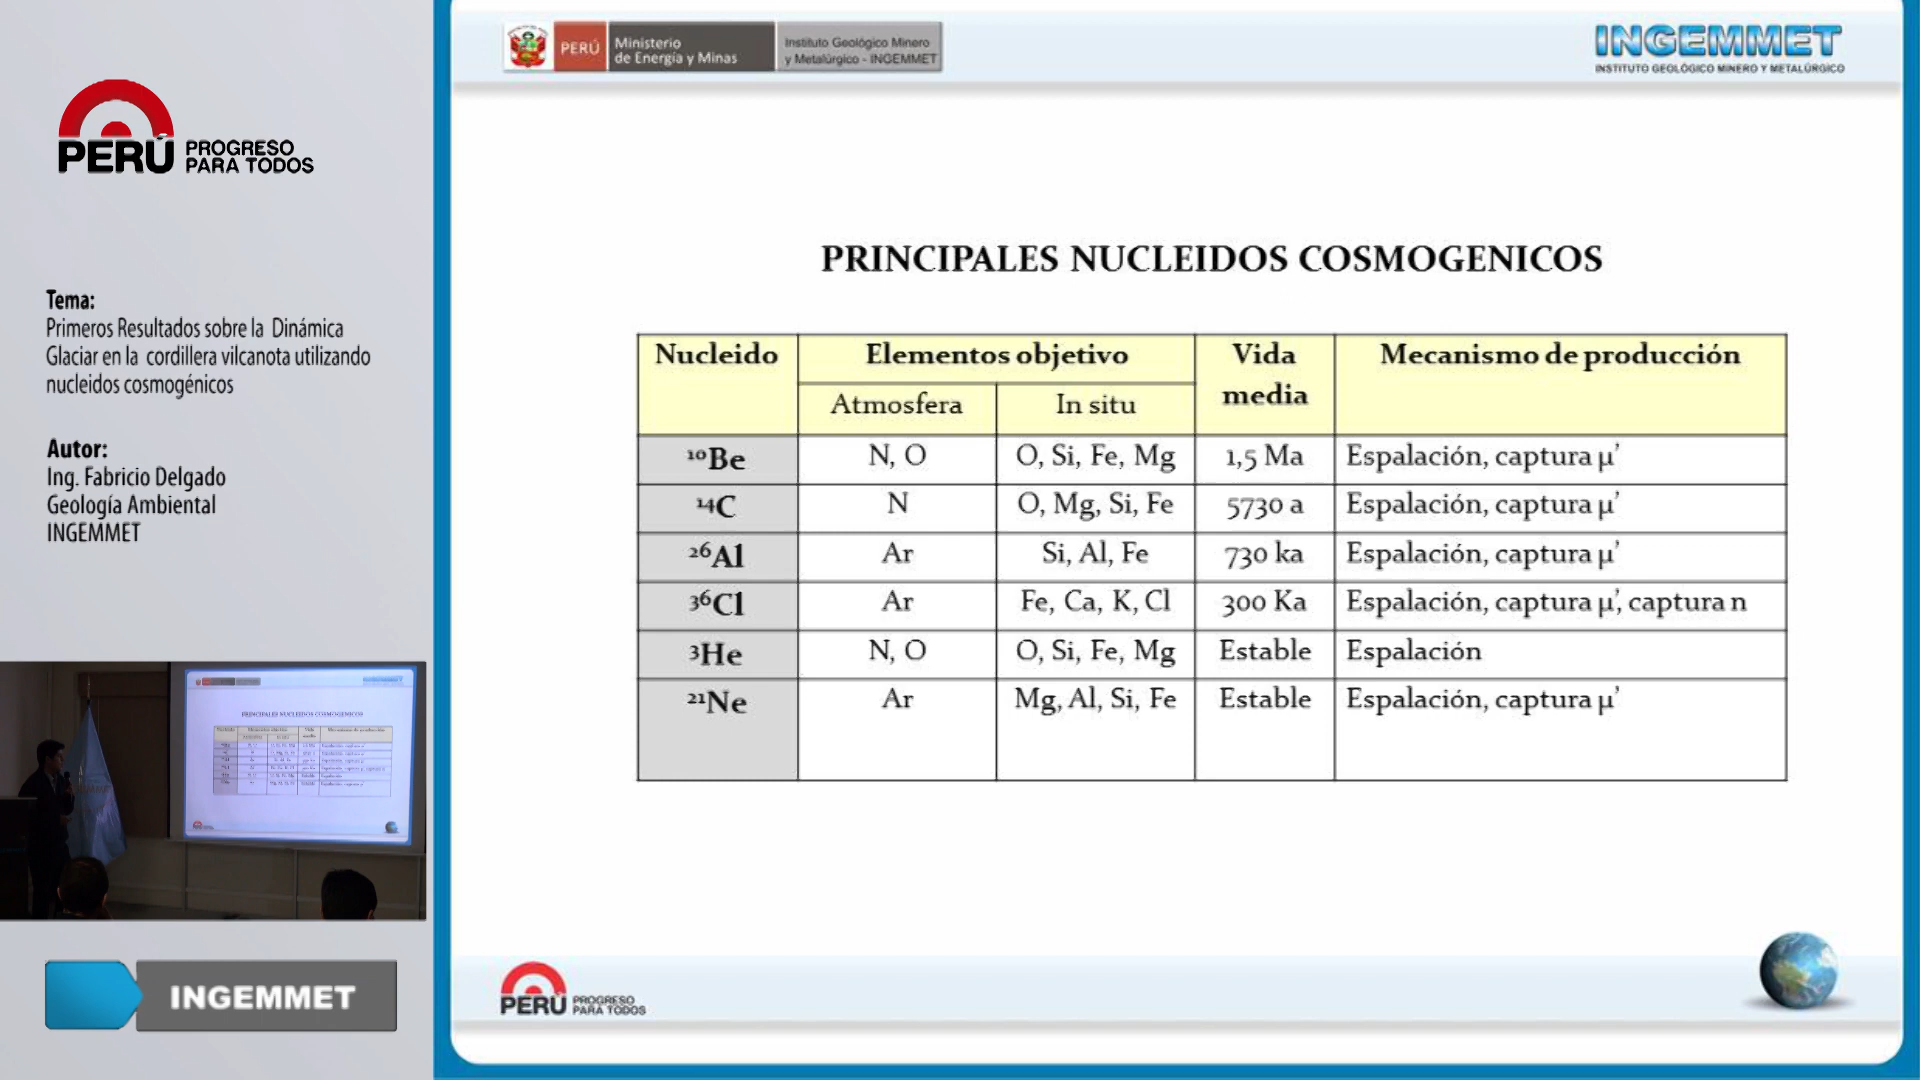 PERÚ
PROGRESO
PARA TODOS
Tema:
Primeros Resultados sobre la Dinámica
Glaciar en la cordillera vilcanota utilizando
nucleidos cosmogénicos
Autor:
Ing. Fabricio Delgado
Geología Ambiental
INGEMMET
INGEMMET
PERÚ
Ministerio
de Energía y Minas
Instituto Geológico Minero
y Metalúrgico - INGEMMET
INGEMMET
INSTITUTO GEOLÓGICO MINERO Y METALÚRGICO
PRINCIPALES NUCLEIDOS COSMOGENICOS
Nucleido Elementos objetivo Vida media Mecanismo de producción
Atmosfera In situ
¹⁰Be N, O O, Si, Fe, Mg 1,5 Ma Espalación, captura µ’
¹⁴C N O, Mg, Si, Fe 5730 a Espalación, captura µ’
²⁶Al Ar Si, Al, Fe 730 ka Espalación, captura µ’
³⁶Cl Ar Fe, Ca, K, Cl 300 Ka Espalación, captura µ’, captura n
³He N, O O, Si, Fe, Mg Estable Espalación
²¹Ne Ar Mg, Al, Si, Fe Estable Espalación, captura µ’
PERÚ
PROGRESO
PARA TODOS